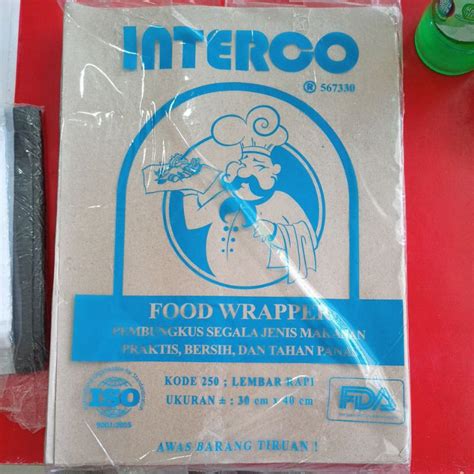 INTERCO
® 567330
FOOD WRAPPER
PEMBUNGKUS SEGALA JENIS MAKANAN
PRAKTIS, BERSIH, DAN TAHAN PANAS
KODE 250 ; LEMBAR RAPI
UKURAN ± : 30 cm x 40 cm
ISO
FDA
AWAS BARANG TIRUAN !